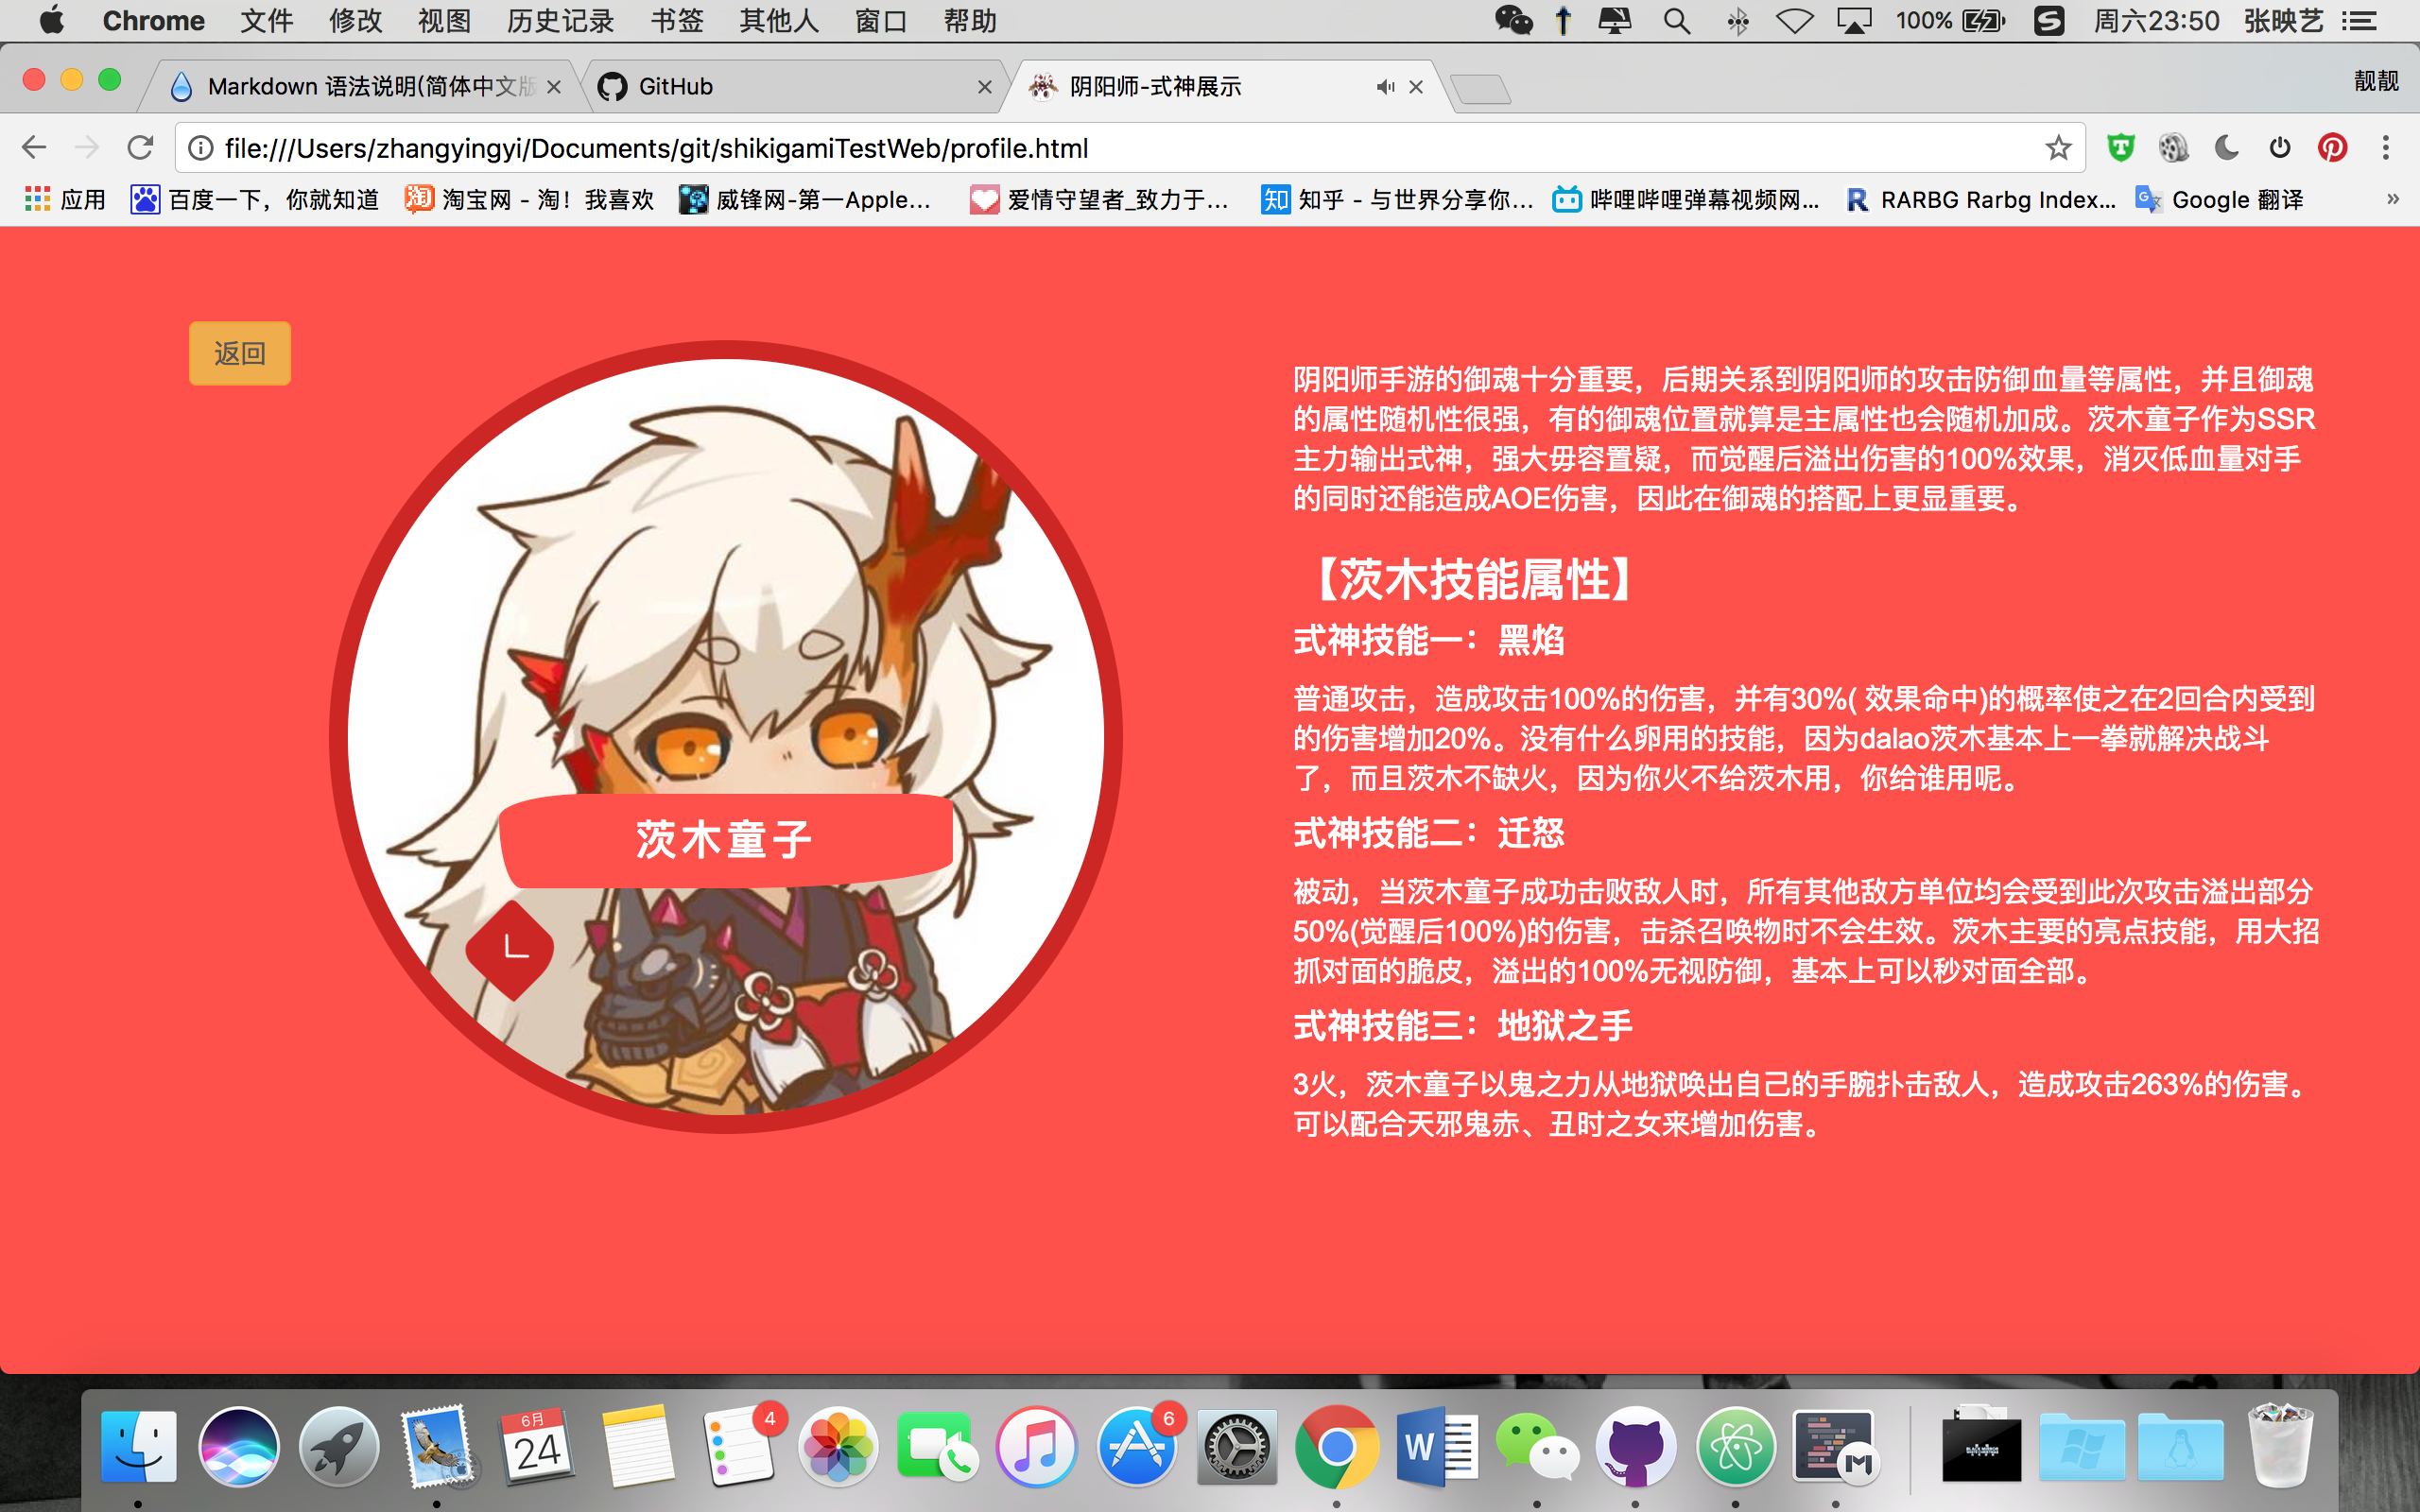 Chrome 文件 修改 视图 历史记录 书签 其他人 窗口 帮助 100% 周六23:50 张映艺
Markdown 语法说明(简体中文版
GitHub
阴阳师-式神展示
靓靓
file:///Users/zhangyingyi/Documents/git/shikigamiTestWeb/profile.html
应用 百度一下，你就知道 淘宝网 - 淘！我喜欢 威锋网-第一Apple... 爱情守望者_致力于... 知乎 - 与世界分享你... 哔哩哔哩弹幕视频网... RARBG Rarbg Index... Google 翻译 »
返回
茨木童子
阴阳师手游的御魂十分重要，后期关系到阴阳师的攻击防御血量等属性，并且御魂
的属性随机性很强，有的御魂位置就算是主属性也会随机加成。茨木童子作为SSR
主力输出式神，强大毋容置疑，而觉醒后溢出伤害的100%效果，消灭低血量对手
的同时还能造成AOE伤害，因此在御魂的搭配上更显重要。
【茨木技能属性】
式神技能一：黑焰
普通攻击，造成攻击100%的伤害，并有30%( 效果命中)的概率使之在2回合内受到
的伤害增加20%。没有什么卵用的技能，因为dalao茨木基本上一拳就解决战斗
了，而且茨木不缺火，因为你火不给茨木用，你给谁用呢。
式神技能二：迁怒
被动，当茨木童子成功击败敌人时，所有其他敌方单位均会受到此次攻击溢出部分
50%(觉醒后100%)的伤害，击杀召唤物时不会生效。茨木主要的亮点技能，用大招
抓对面的脆皮，溢出的100%无视防御，基本上可以秒对面全部。
式神技能三：地狱之手
3火，茨木童子以鬼之力从地狱唤出自己的手腕扑击敌人，造成攻击263%的伤害。
可以配合天邪鬼赤、丑时之女来增加伤害。
6月
24
4
6
W